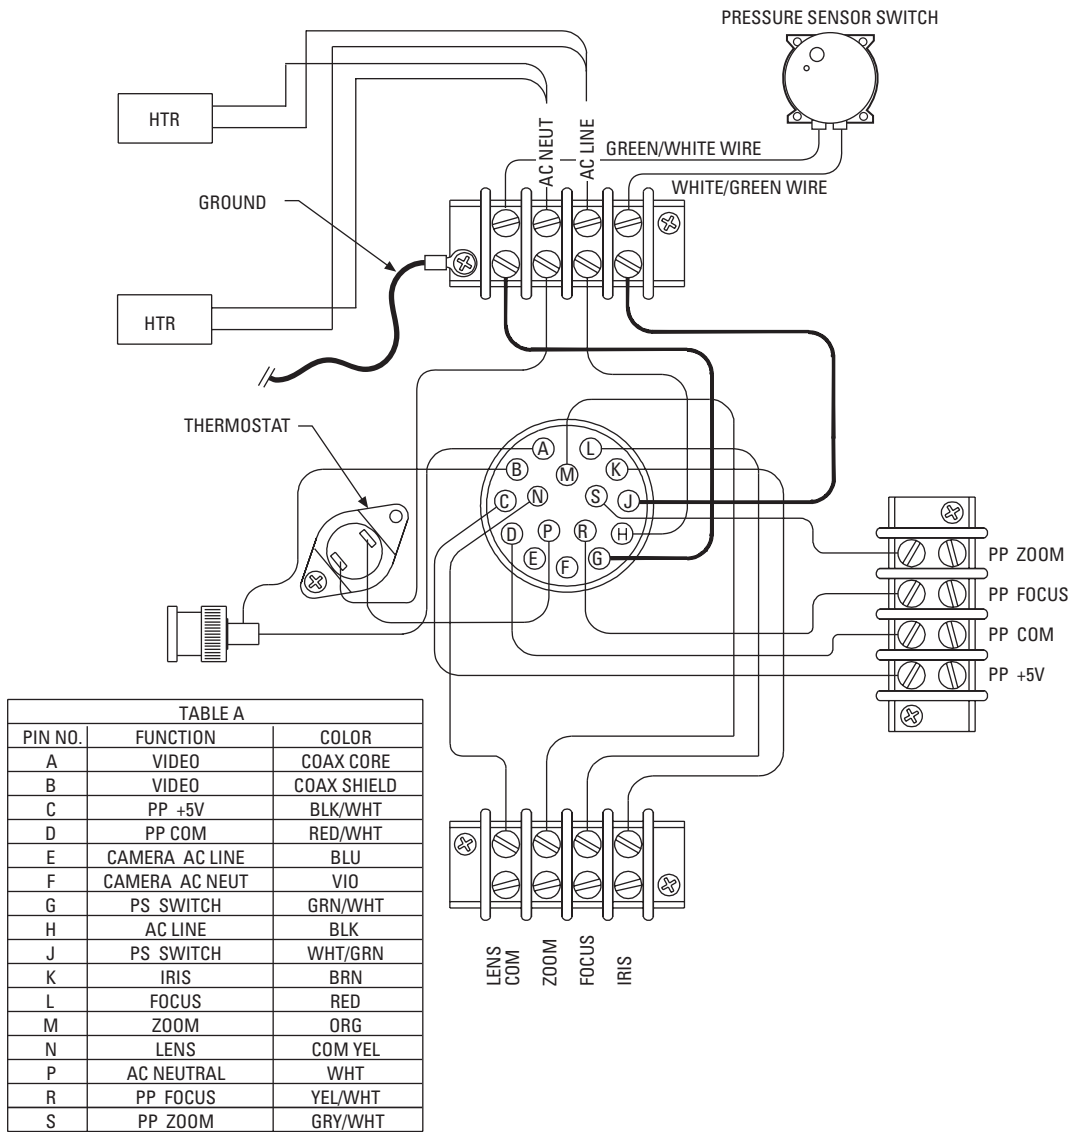 PRESSURE SENSOR SWITCH
HTR
AC NEUT
AC LINE
GREEN/WHITE WIRE
WHITE/GREEN WIRE
GROUND
HTR
THERMOSTAT
A
L
B
M
K
C
N
S
J
D
P
R
H
E
F
G
PP ZOOM
PP FOCUS
PP COM
PP +5V
LENS
COM
ZOOM
FOCUS
IRIS
TABLE A
PIN NO. FUNCTION COLOR
A VIDEO COAX CORE
B VIDEO COAX SHIELD
C PP +5V BLK/WHT
D PP COM RED/WHT
E CAMERA AC LINE BLU
F CAMERA AC NEUT VIO
G PS SWITCH GRN/WHT
H AC LINE BLK
J PS SWITCH WHT/GRN
K IRIS BRN
L FOCUS RED
M ZOOM ORG
N LENS COM YEL
P AC NEUTRAL WHT
R PP FOCUS YEL/WHT
S PP ZOOM GRY/WHT